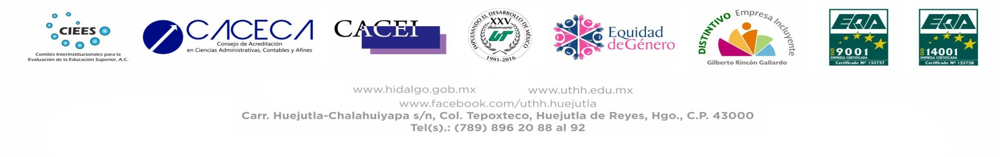 CIEES
Comités Interinstitucionales para la
Evaluación de la Educación Superior, A.C.
CACECA
Consejo de Acreditación
en Ciencias Administrativas, Contables y Afines
CACEI
IMPULSANDO EL DESARROLLO DE MÉXICO
XXV
Aniversario
UT
1991-2016
Equidad
de Género
DISTINTIVO Empresa Incluyente
Gilberto Rincón Gallardo
EQA
ISO 9001
EMPRESA CERTIFICADA
Certificado Nº 152757
EQA
ISO 14001
EMPRESA CERTIFICADA
Certificado Nº 152758
www.hidalgo.gob.mx www.uthh.edu.mx
www.facebook.com/uthh.huejutla
Carr. Huejutla-Chalahuiyapa s/n, Col. Tepoxteco, Huejutla de Reyes, Hgo., C.P. 43000
Tel(s).: (789) 896 20 88 al 92